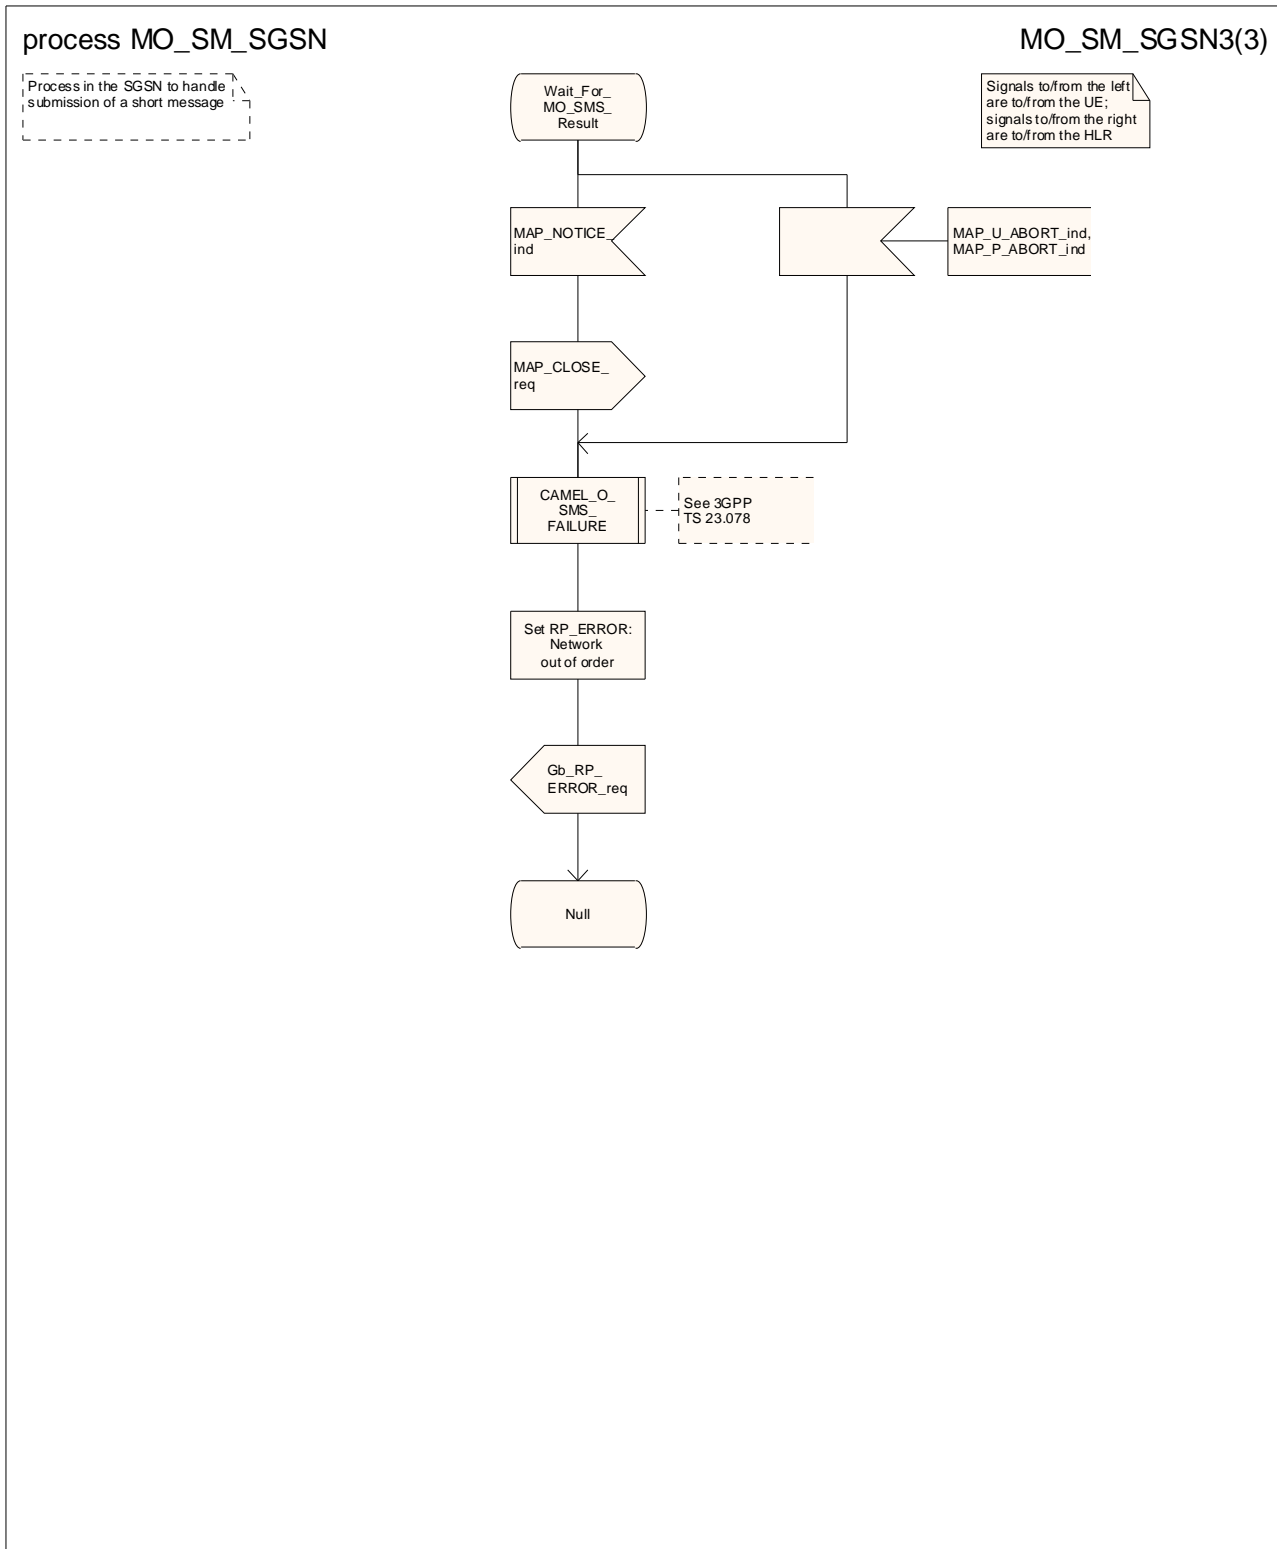 process MO_SM_SGSN
MO_SM_SGSN3(3)
Process in the SGSN to handle
submission of a short message
Wait_For_
MO_SMS_
Result
Signals to/from the left
are to/from the UE;
signals to/from the right
are to/from the HLR
MAP_NOTICE_
ind
MAP_U_ABORT_ind,
MAP_P_ABORT_ind
MAP_CLOSE_
req
CAMEL_O_
SMS_
FAILURE
See 3GPP
TS 23.078
Set RP_ERROR:
Network
out of order
Gb_RP_
ERROR_req
Null